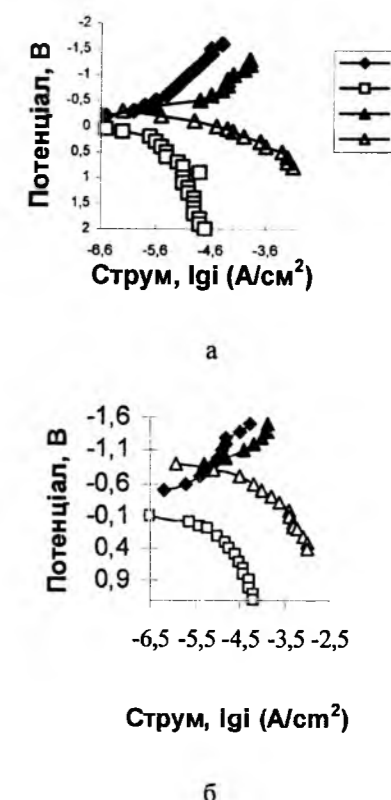 Потенціал, В
-2
-1,5
-1
-0,5
0
0,5
1
1,5
2
-6,6 -5,6 -4,6 -3,6
Струм, lgi (А/см²)
а
Потенціал, В
-1,6
-1,1
-0,6
-0,1
0,4
0,9
-6,5 -5,5 -4,5 -3,5 -2,5
Струм, lgi (А/cm²)
б